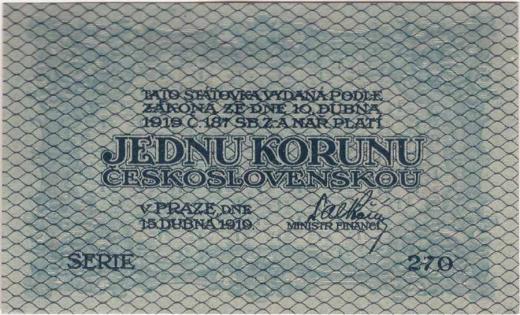 TATO STÁTOVKA VYDANÁ PODLE
ZÁKONA ZE DNE 10. DUBNA
1919 Č. 187 SB. Z. A NAŘ. PLATÍ
JEDNU KORUNU
ČESKOSLOVENSKOU
V PRAZE, DNE
15. DUBNA 1919.
MINISTR FINANCÍ
SERIE 270